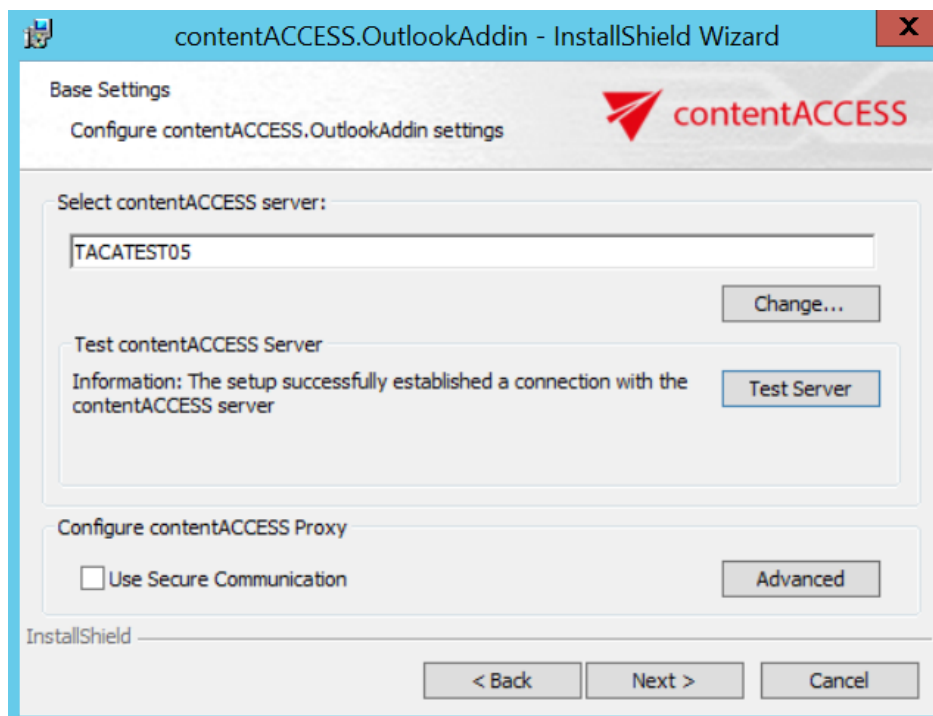 contentACCESS.OutlookAddin - InstallShield Wizard
X
Base Settings
Configure contentACCESS.OutlookAddin settings
contentACCESS
Select contentACCESS server:
TACATEST05
Change...
Test contentACCESS Server
Information: The setup successfully established a connection with the
contentACCESS server
Test Server
Configure contentACCESS Proxy
Use Secure Communication
Advanced
InstallShield
< Back
Next >
Cancel